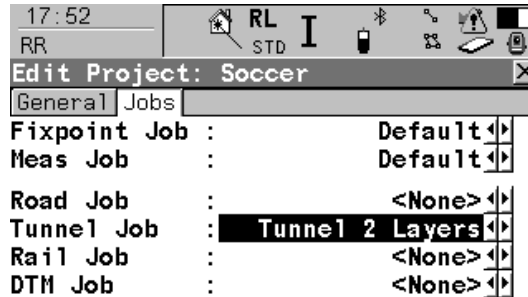 17:52
RR
RL
STD
I
Edit Project: Soccer
General Jobs
Fixpoint Job : Default
Meas Job : Default
Road Job : <None>
Tunnel Job : Tunnel 2 Layers
Rail Job : <None>
DTM Job : <None>